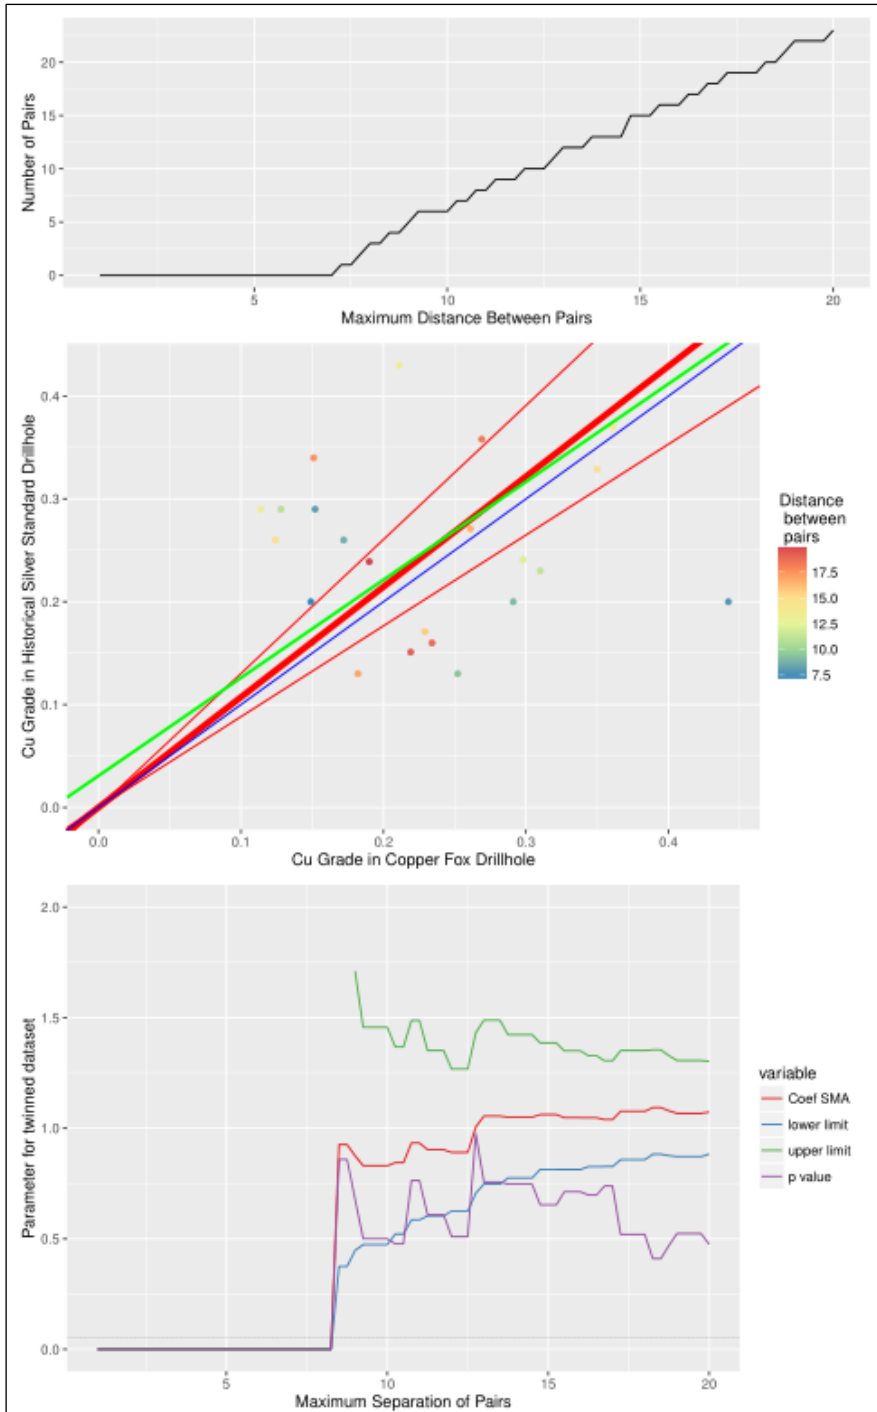 Number of Pairs
20
15
10
5
0
5
10
15
20
Maximum Distance Between Pairs
Cu Grade in Historical Silver Standard Drillhole
0.4
0.3
0.2
0.1
0.0
0.0
0.1
0.2
0.3
0.4
Cu Grade in Copper Fox Drillhole
Distance
between
pairs
17.5
15.0
12.5
10.0
7.5
Parameter for twinned dataset
2.0
1.5
1.0
0.5
0.0
5
10
15
20
Maximum Separation of Pairs
variable
Coef SMA
lower limit
upper limit
p value